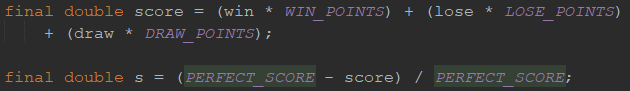 final double score = (win * WIN_POINTS) + (lose * LOSE_POINTS)
+ (draw * DRAW_POINTS);
final double s = (PERFECT_SCORE - score) / PERFECT_SCORE;